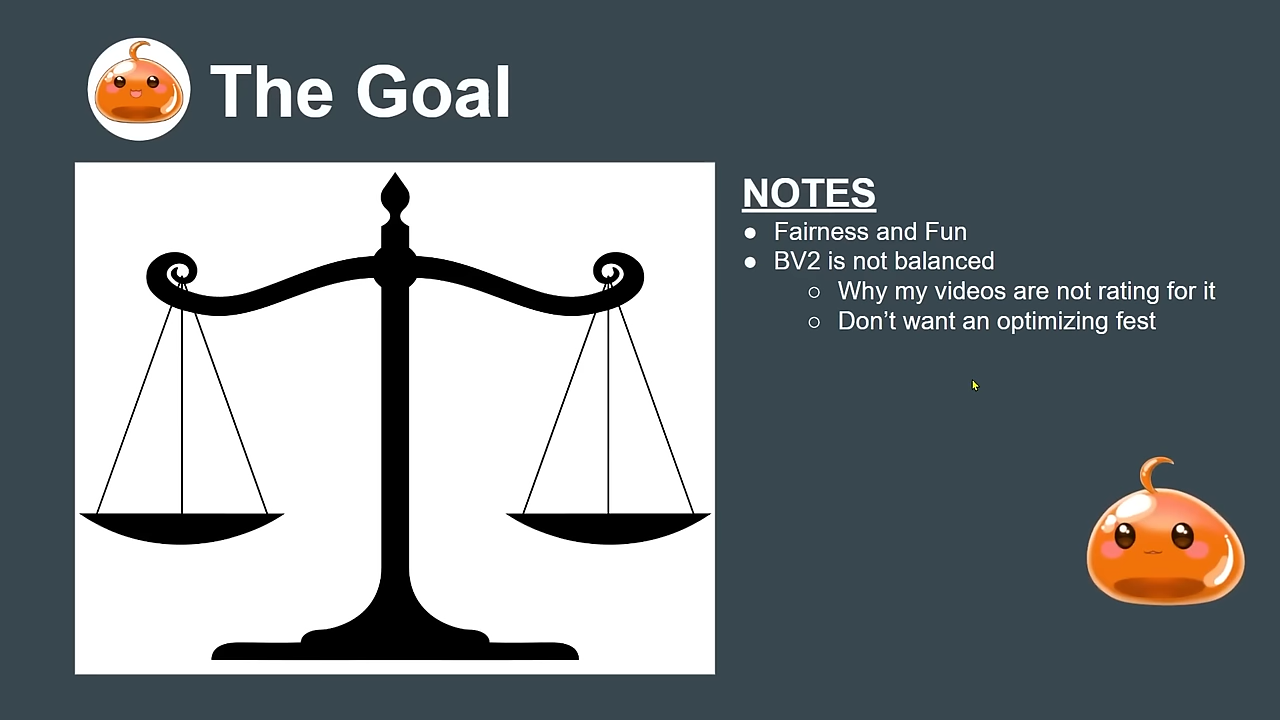 The Goal
NOTES
● Fairness and Fun
● BV2 is not balanced
○ Why my videos are not rating for it
○ Don’t want an optimizing fest